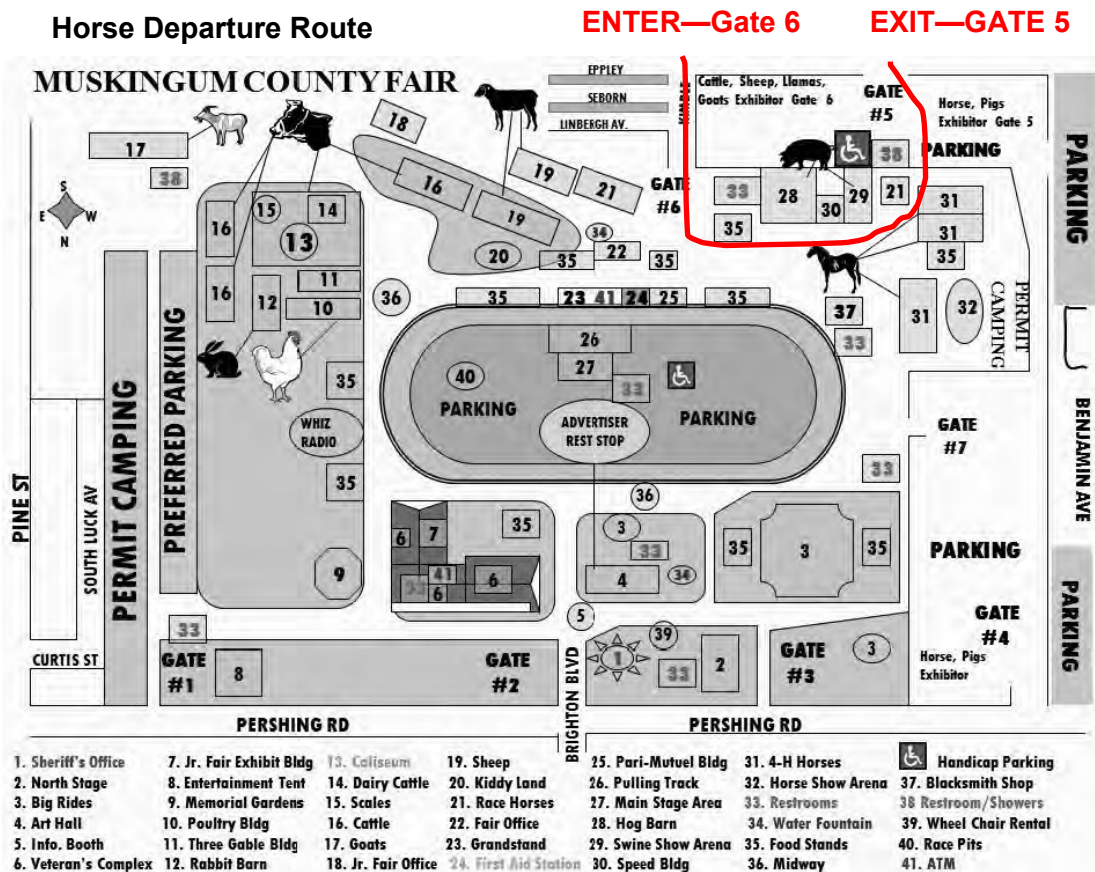 Horse Departure Route
ENTER—Gate 6
EXIT—GATE 5
MUSKINGUM COUNTY FAIR
EPPLEY
SEBORN
LINBERGH AV.
Cattle, Sheep, Llamas,
Goats Exhibitor Gate 6
GATE
#5
Horse, Pigs
Exhibitor Gate 5
PARKING
PARKING
17
38
18
16
19
19
21
GATE
#6
33
28
30
29
38
21
31
31
35
35
S
E
W
N
16
15
14
13
20
34
22
35
35
16
12
11
10
36
35
23
41
24
25
35
37
33
31
32
PERMIT
CAMPING
26
27
33
40
PARKING
PARKING
ADVERTISER
REST STOP
35
WHIZ
RADIO
35
GATE
#7
33
BENJAMIN AVE
PINE ST
SOUTH LUCK AV
PERMIT CAMPING
PREFERRED PARKING
36
6
7
35
33
41
6
6
3
33
4
34
35
3
35
PARKING
9
5
GATE
#4
PARKING
33
CURTIS ST
GATE
#1
8
GATE
#2
BRIGHTON BLVD
1
39
33
2
GATE
#3
3
Horse, Pigs
Exhibitor
PERSHING RD
PERSHING RD
1. Sheriff's Office
2. North Stage
3. Big Rides
4. Art Hall
5. Info. Booth
6. Veteran's Complex
7. Jr. Fair Exhibit Bldg
8. Entertainment Tent
9. Memorial Gardens
10. Poultry Bldg
11. Three Gable Bldg
12. Rabbit Barn
13. Caliseum
14. Dairy Cattle
15. Scales
16. Cattle
17. Goats
18. Jr. Fair Office
19. Sheep
20. Kiddy Land
21. Race Horses
22. Fair Office
23. Grandstand
24. First Aid Station
25. Pari-Mutuel Bldg
26. Pulling Track
27. Main Stage Area
28. Hog Barn
29. Swine Show Arena
30. Speed Bldg
31. 4-H Horses
32. Horse Show Arena
33. Restrooms
34. Water Fountain
35. Food Stands
36. Midway
Handicap Parking
37. Blacksmith Shop
38 Restroom/Showers
39. Wheel Chair Rental
40. Race Pits
41. ATM